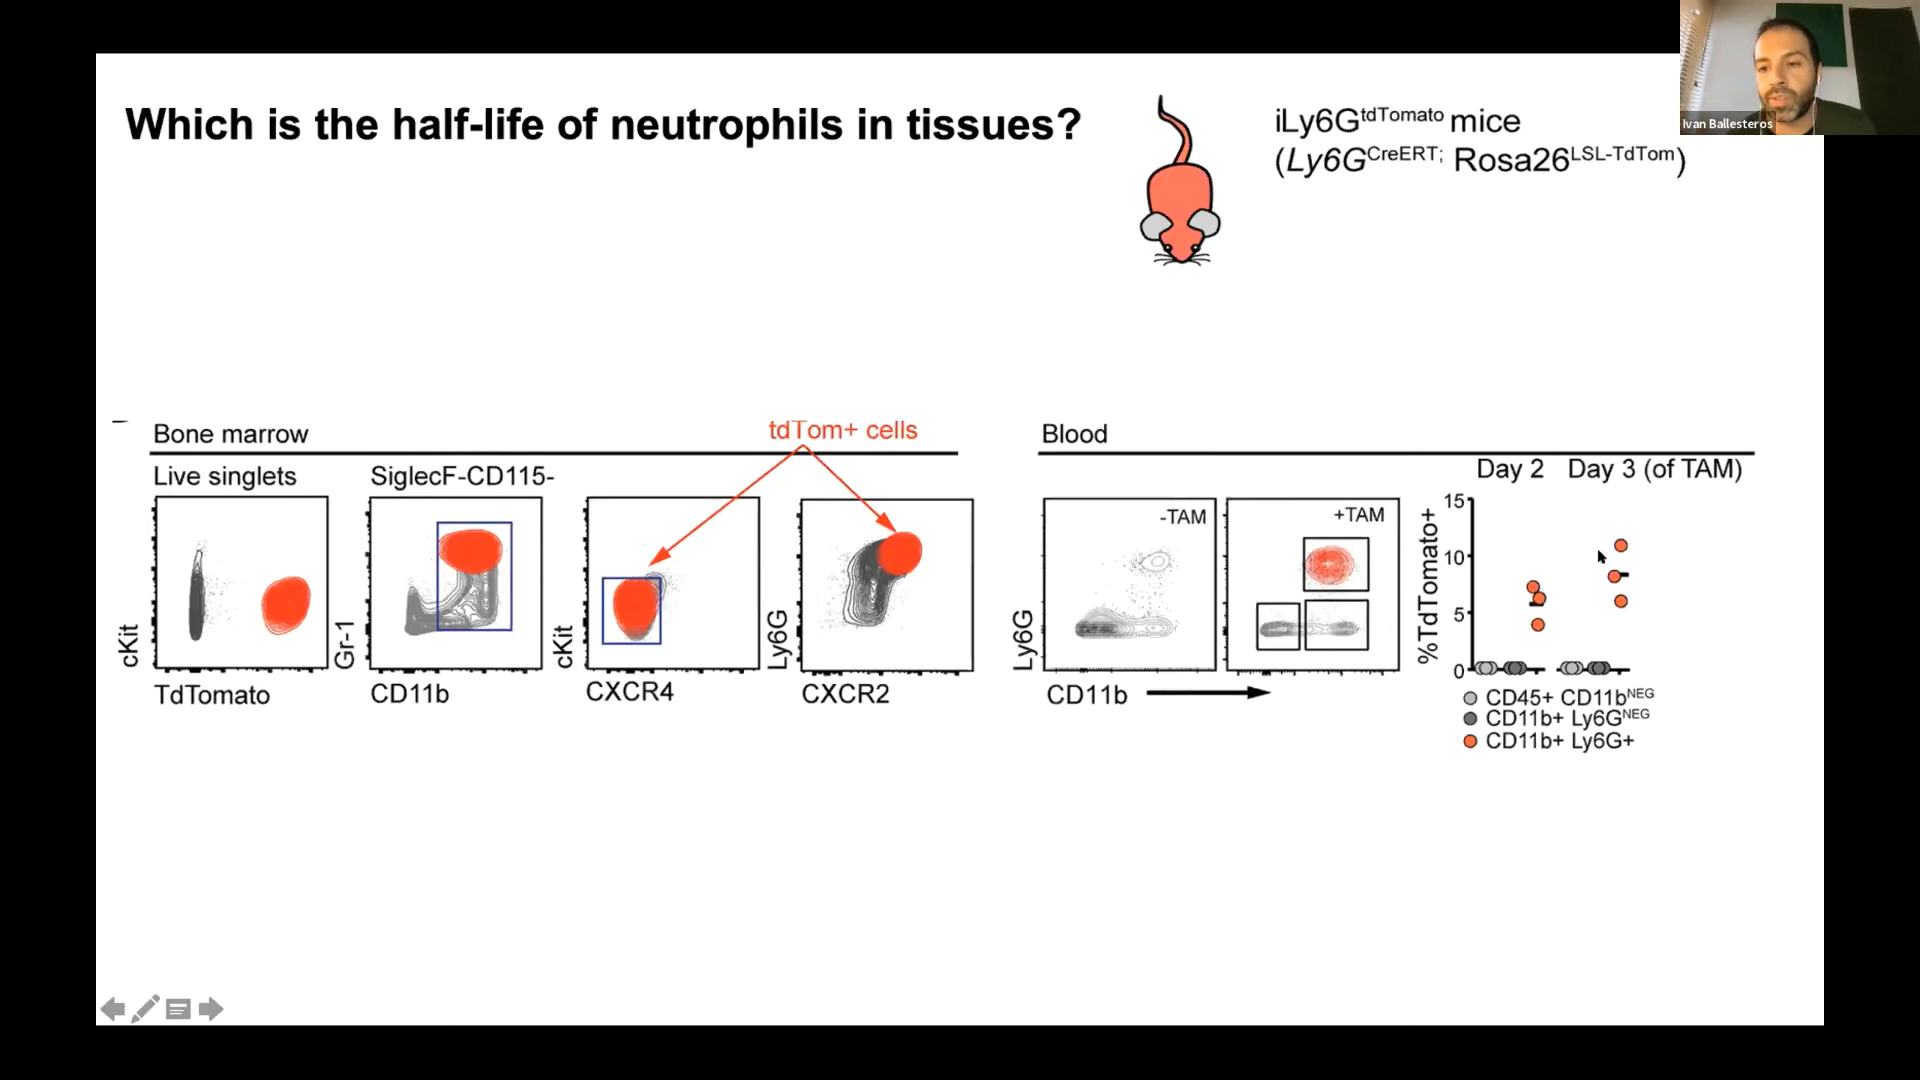 Which is the half-life of neutrophils in tissues?
iLy6GtdTomato mice
(Ly6GCreERT; Rosa26LSL-TdTom)
Ivan Ballesteros
Bone marrow
tdTom+ cells
Live singlets
SiglecF-CD115-
cKit
TdTomato
Gr-1
CD11b
cKit
CXCR4
Ly6G
CXCR2
Blood
Day 2
Day 3 (of TAM)
-TAM
+TAM
Ly6G
CD11b
%TdTomato+
15
10
5
0
CD45+ CD11bNEG
CD11b+ Ly6GNEG
CD11b+ Ly6G+